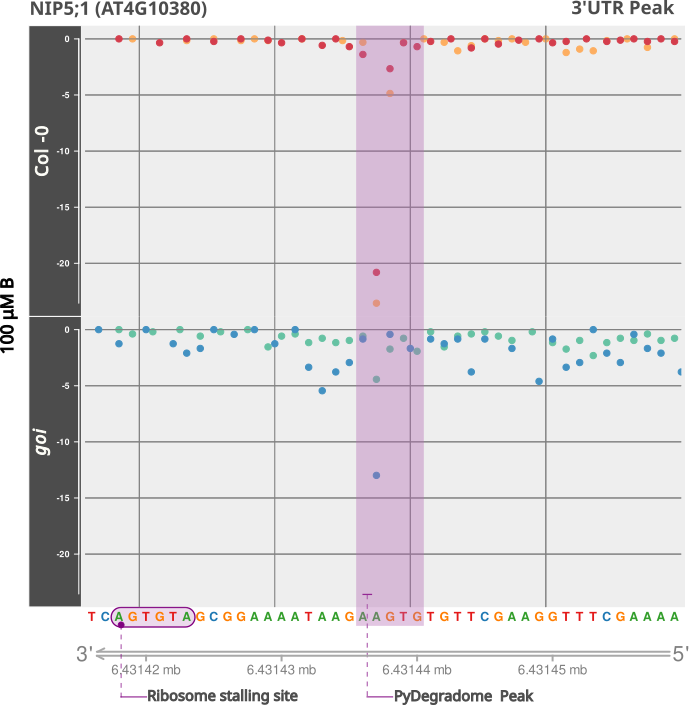 NIP5;1 (AT4G10380) 3'UTR Peak
100 µM B
Col -0
0
-5
-10
-15
-20
goi
0
-5
-10
-15
-20
T C A G T G T A G C G G A A A A T A A G A A G T G T G T T C G A A G G T T T C G A A A A
3' 5'
6.43142 mb 6.43143 mb 6.43144 mb 6.43145 mb
Ribosome stalling site PyDegradome Peak